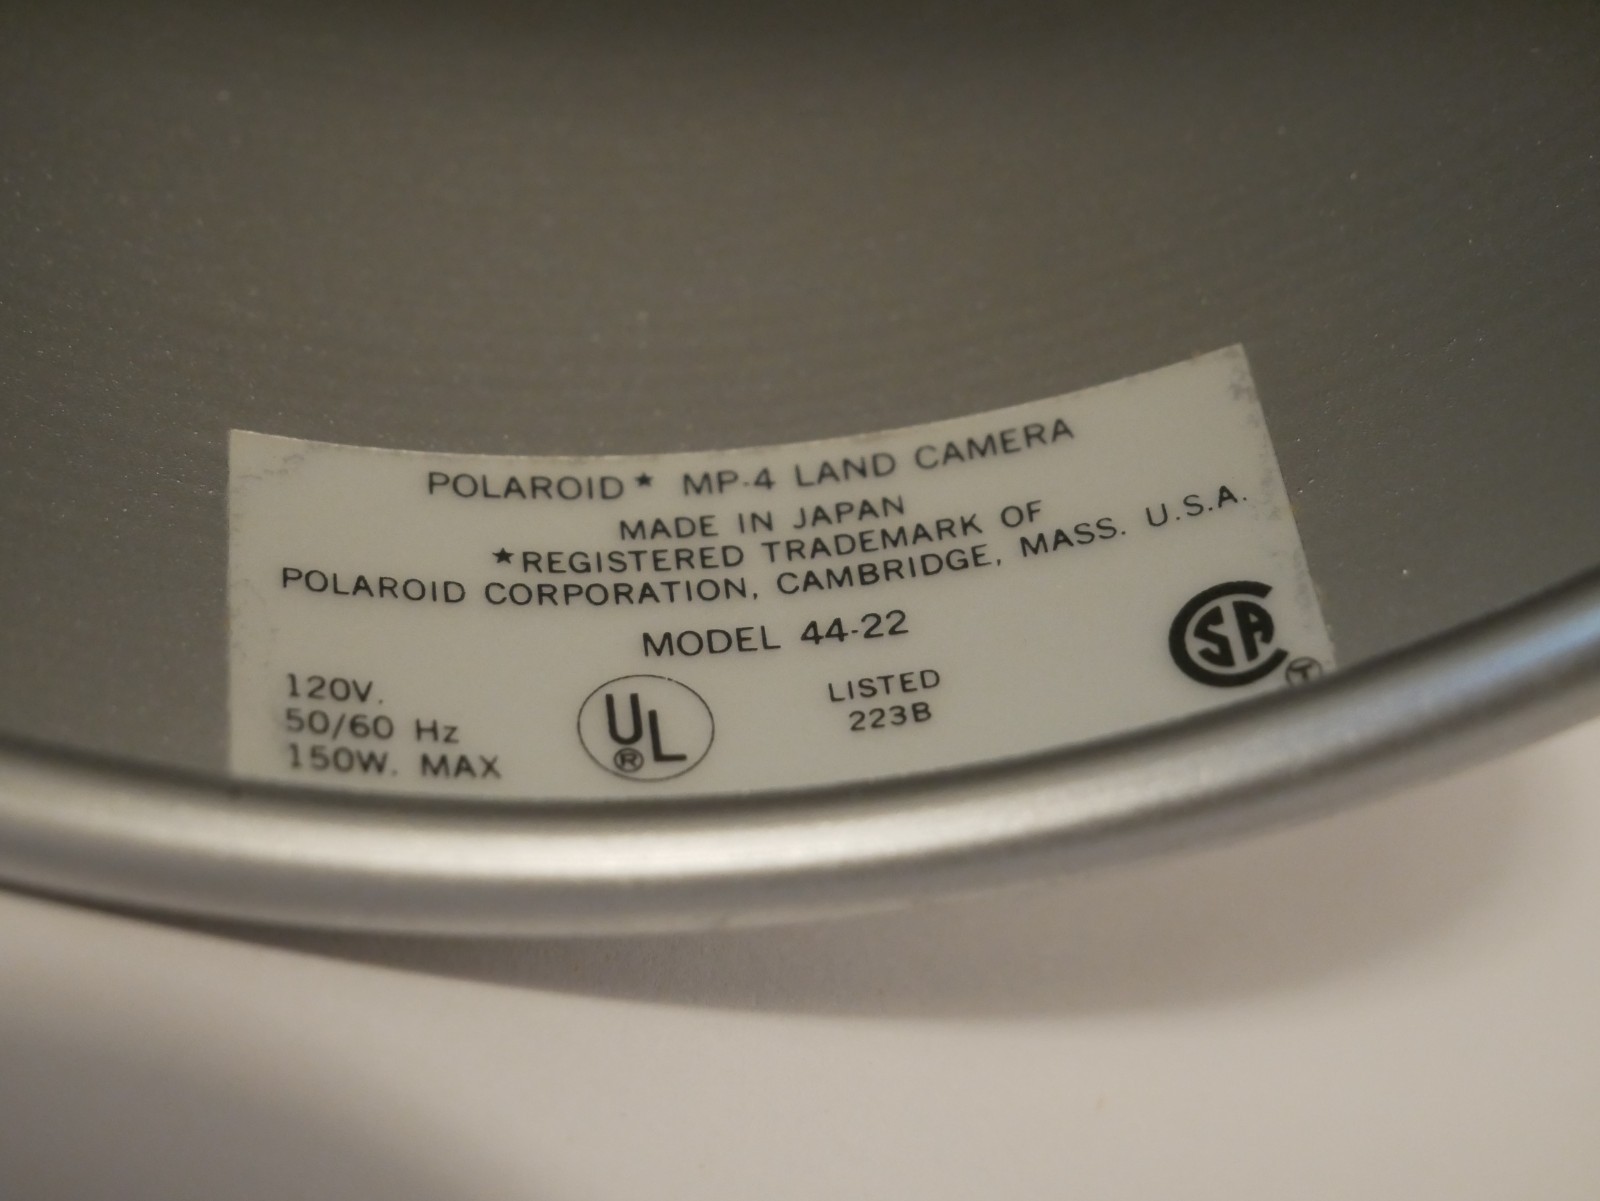 POLAROID★ MP-4 LAND CAMERA
MADE IN JAPAN
★REGISTERED TRADEMARK OF
POLAROID CORPORATION, CAMBRIDGE, MASS. U.S.A.
MODEL 44-22
120V.
50/60 Hz
150W. MAX
UL®
LISTED
223B
CSA
T